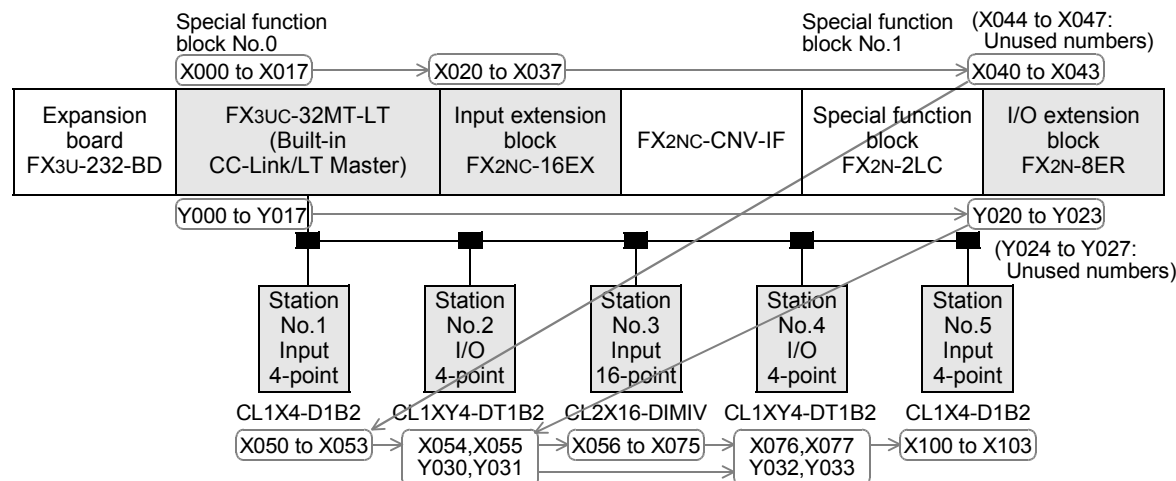 Special function
block No.0
Special function
block No.1
(X044 to X047:
Unused numbers)
X000 to X017
X020 to X037
X040 to X043
Expansion
board
FX3U-232-BD
FX3UC-32MT-LT
(Built-in
CC-Link/LT Master)
Input extension
block
FX2NC-16EX
FX2NC-CNV-IF
Special function
block
FX2N-2LC
I/O extension
block
FX2N-8ER
Y000 to Y017
Y020 to Y023
(Y024 to Y027:
Unused numbers)
Station
No.1
Input
4-point
Station
No.2
I/O
4-point
Station
No.3
Input
16-point
Station
No.4
I/O
4-point
Station
No.5
Input
4-point
CL1X4-D1B2
CL1XY4-DT1B2
CL2X16-DIMIV
CL1XY4-DT1B2
CL1X4-D1B2
X050 to X053
X054,X055
Y030,Y031
X056 to X075
X076,X077
Y032,Y033
X100 to X103